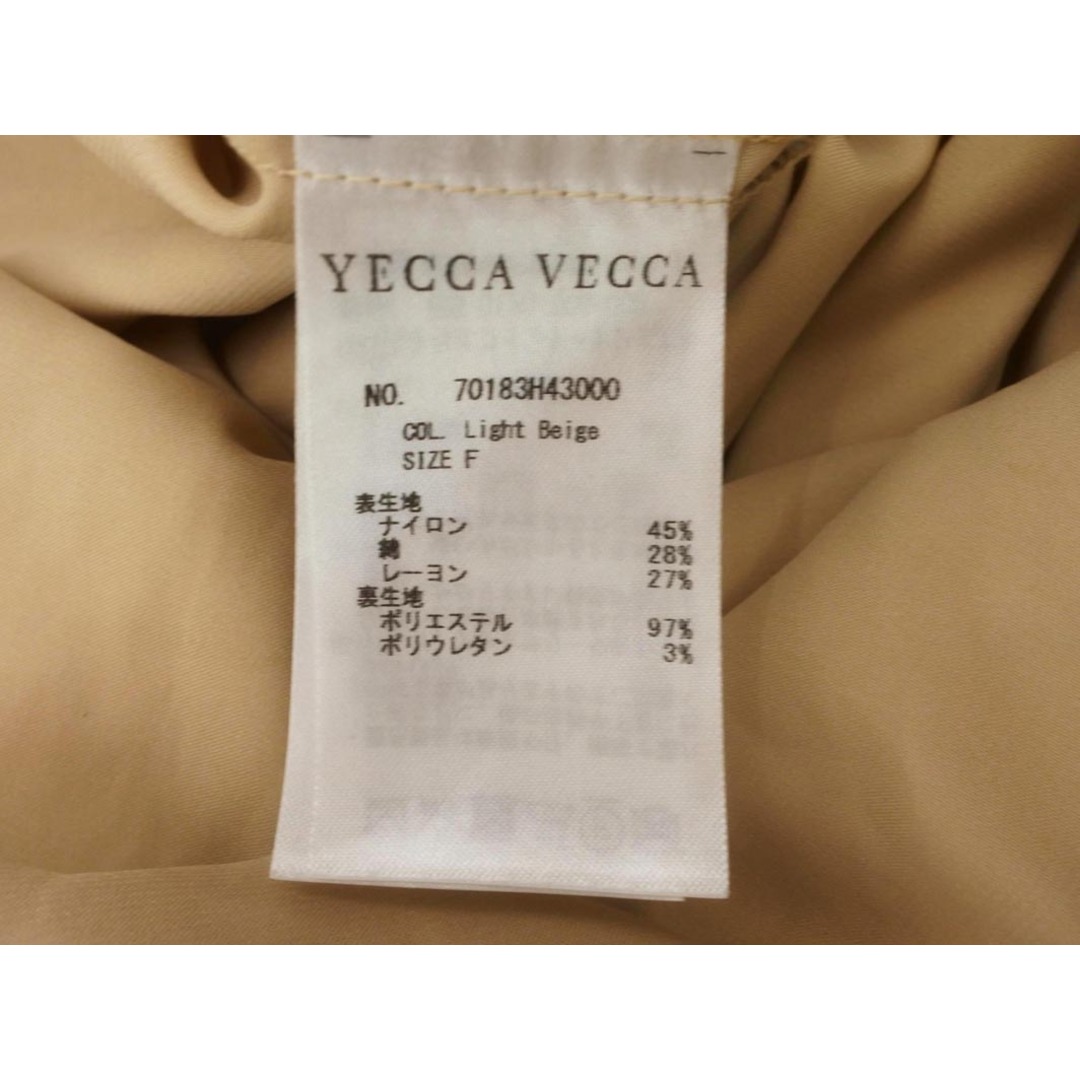 YECCA VECCA
NO. 70183H43000
COL. Light Beige
SIZE F
表生地
ナイロン 45%
綿 28%
レーヨン 27%
裏生地
ポリエステル 97%
ポリウレタン 3%